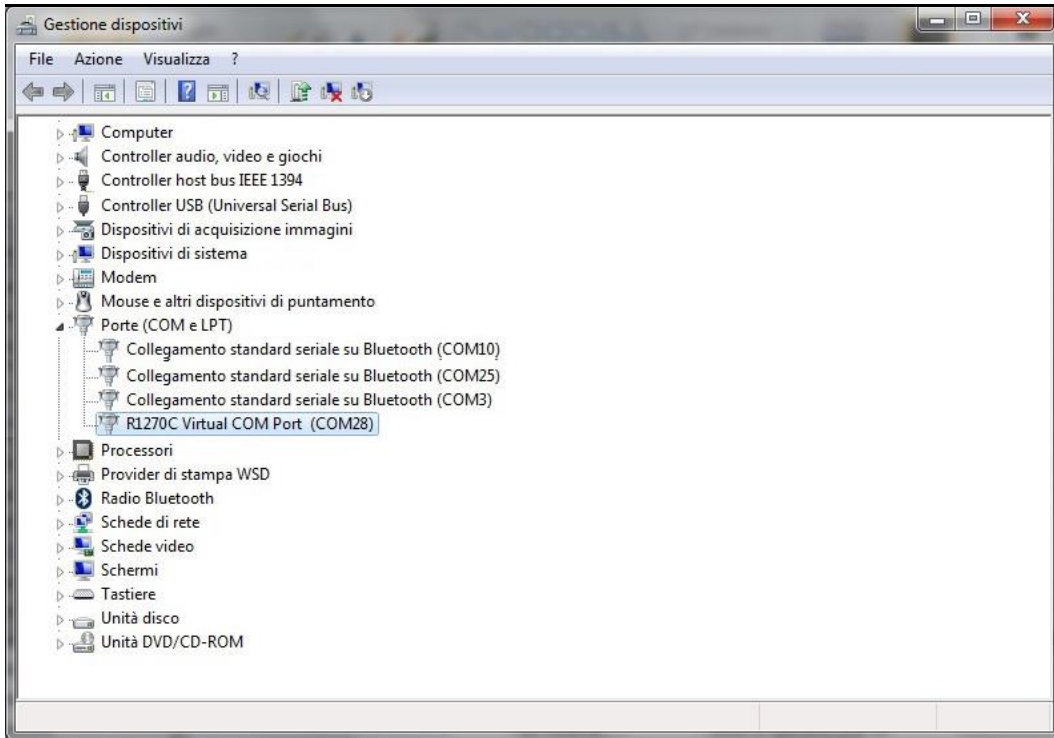 Gestione dispositivi
File Azione Visualizza ?
Computer
Controller audio, video e giochi
Controller host bus IEEE 1394
Controller USB (Universal Serial Bus)
Dispositivi di acquisizione immagini
Dispositivi di sistema
Modem
Mouse e altri dispositivi di puntamento
Porte (COM e LPT)
Collegamento standard seriale su Bluetooth (COM10)
Collegamento standard seriale su Bluetooth (COM25)
Collegamento standard seriale su Bluetooth (COM3)
R1270C Virtual COM Port (COM28)
Processori
Provider di stampa WSD
Radio Bluetooth
Schede di rete
Schede video
Schermi
Tastiere
Unità disco
Unità DVD/CD-ROM